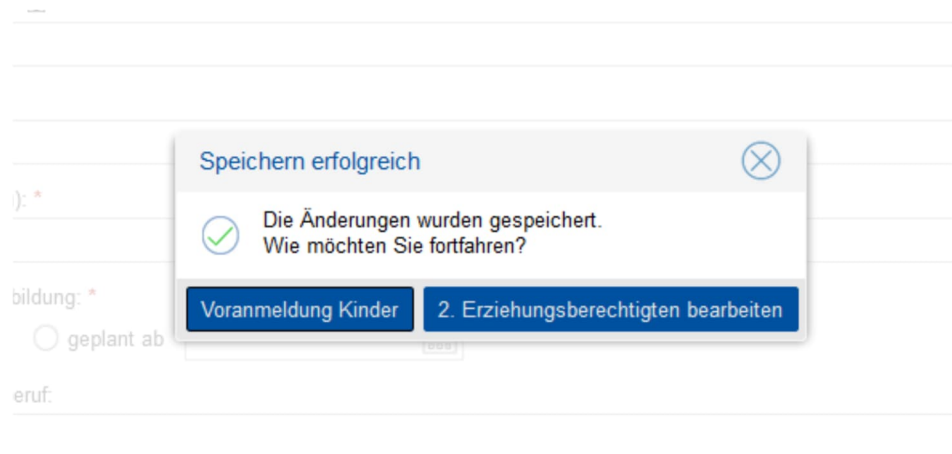 Speichern erfolgreich
Die Änderungen wurden gespeichert.
Wie möchten Sie fortfahren?
): *
bildung: *
Voranmeldung Kinder
2. Erziehungsberechtigten bearbeiten
geplant ab
eruf: